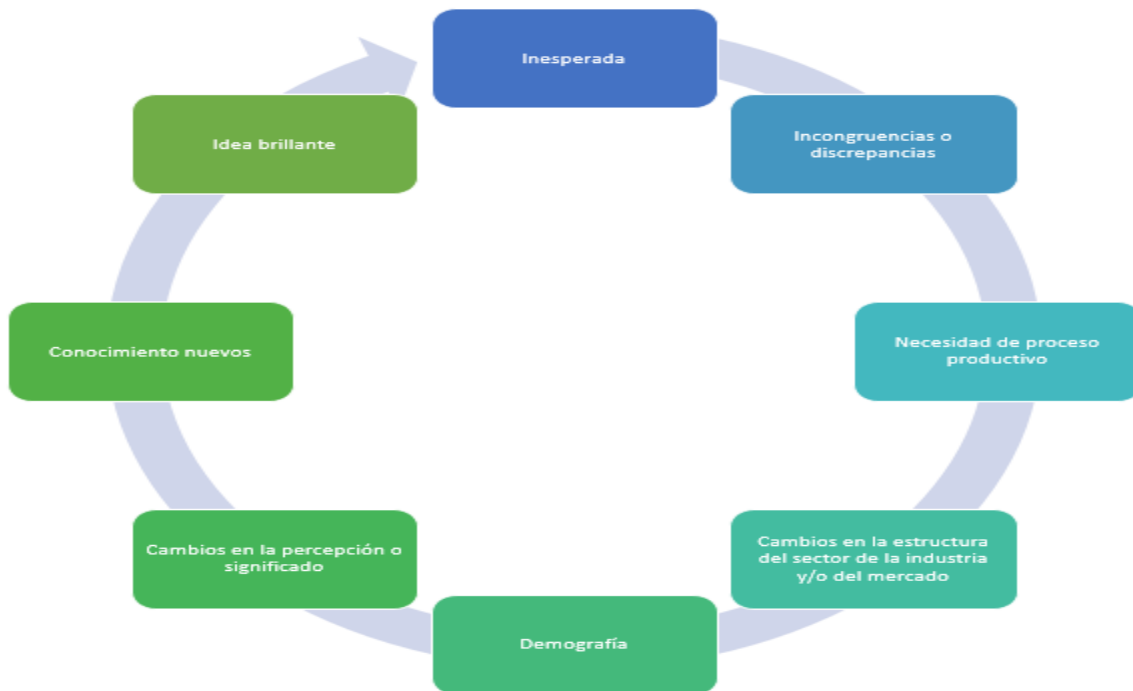 Inesperada
Incongruencias o
discrepancias
Necesidad de proceso
productivo
Cambios en la estructura
del sector de la industria
y/o del mercado
Demografía
Cambios en la percepción o
significado
Conocimiento nuevos
Idea brillante